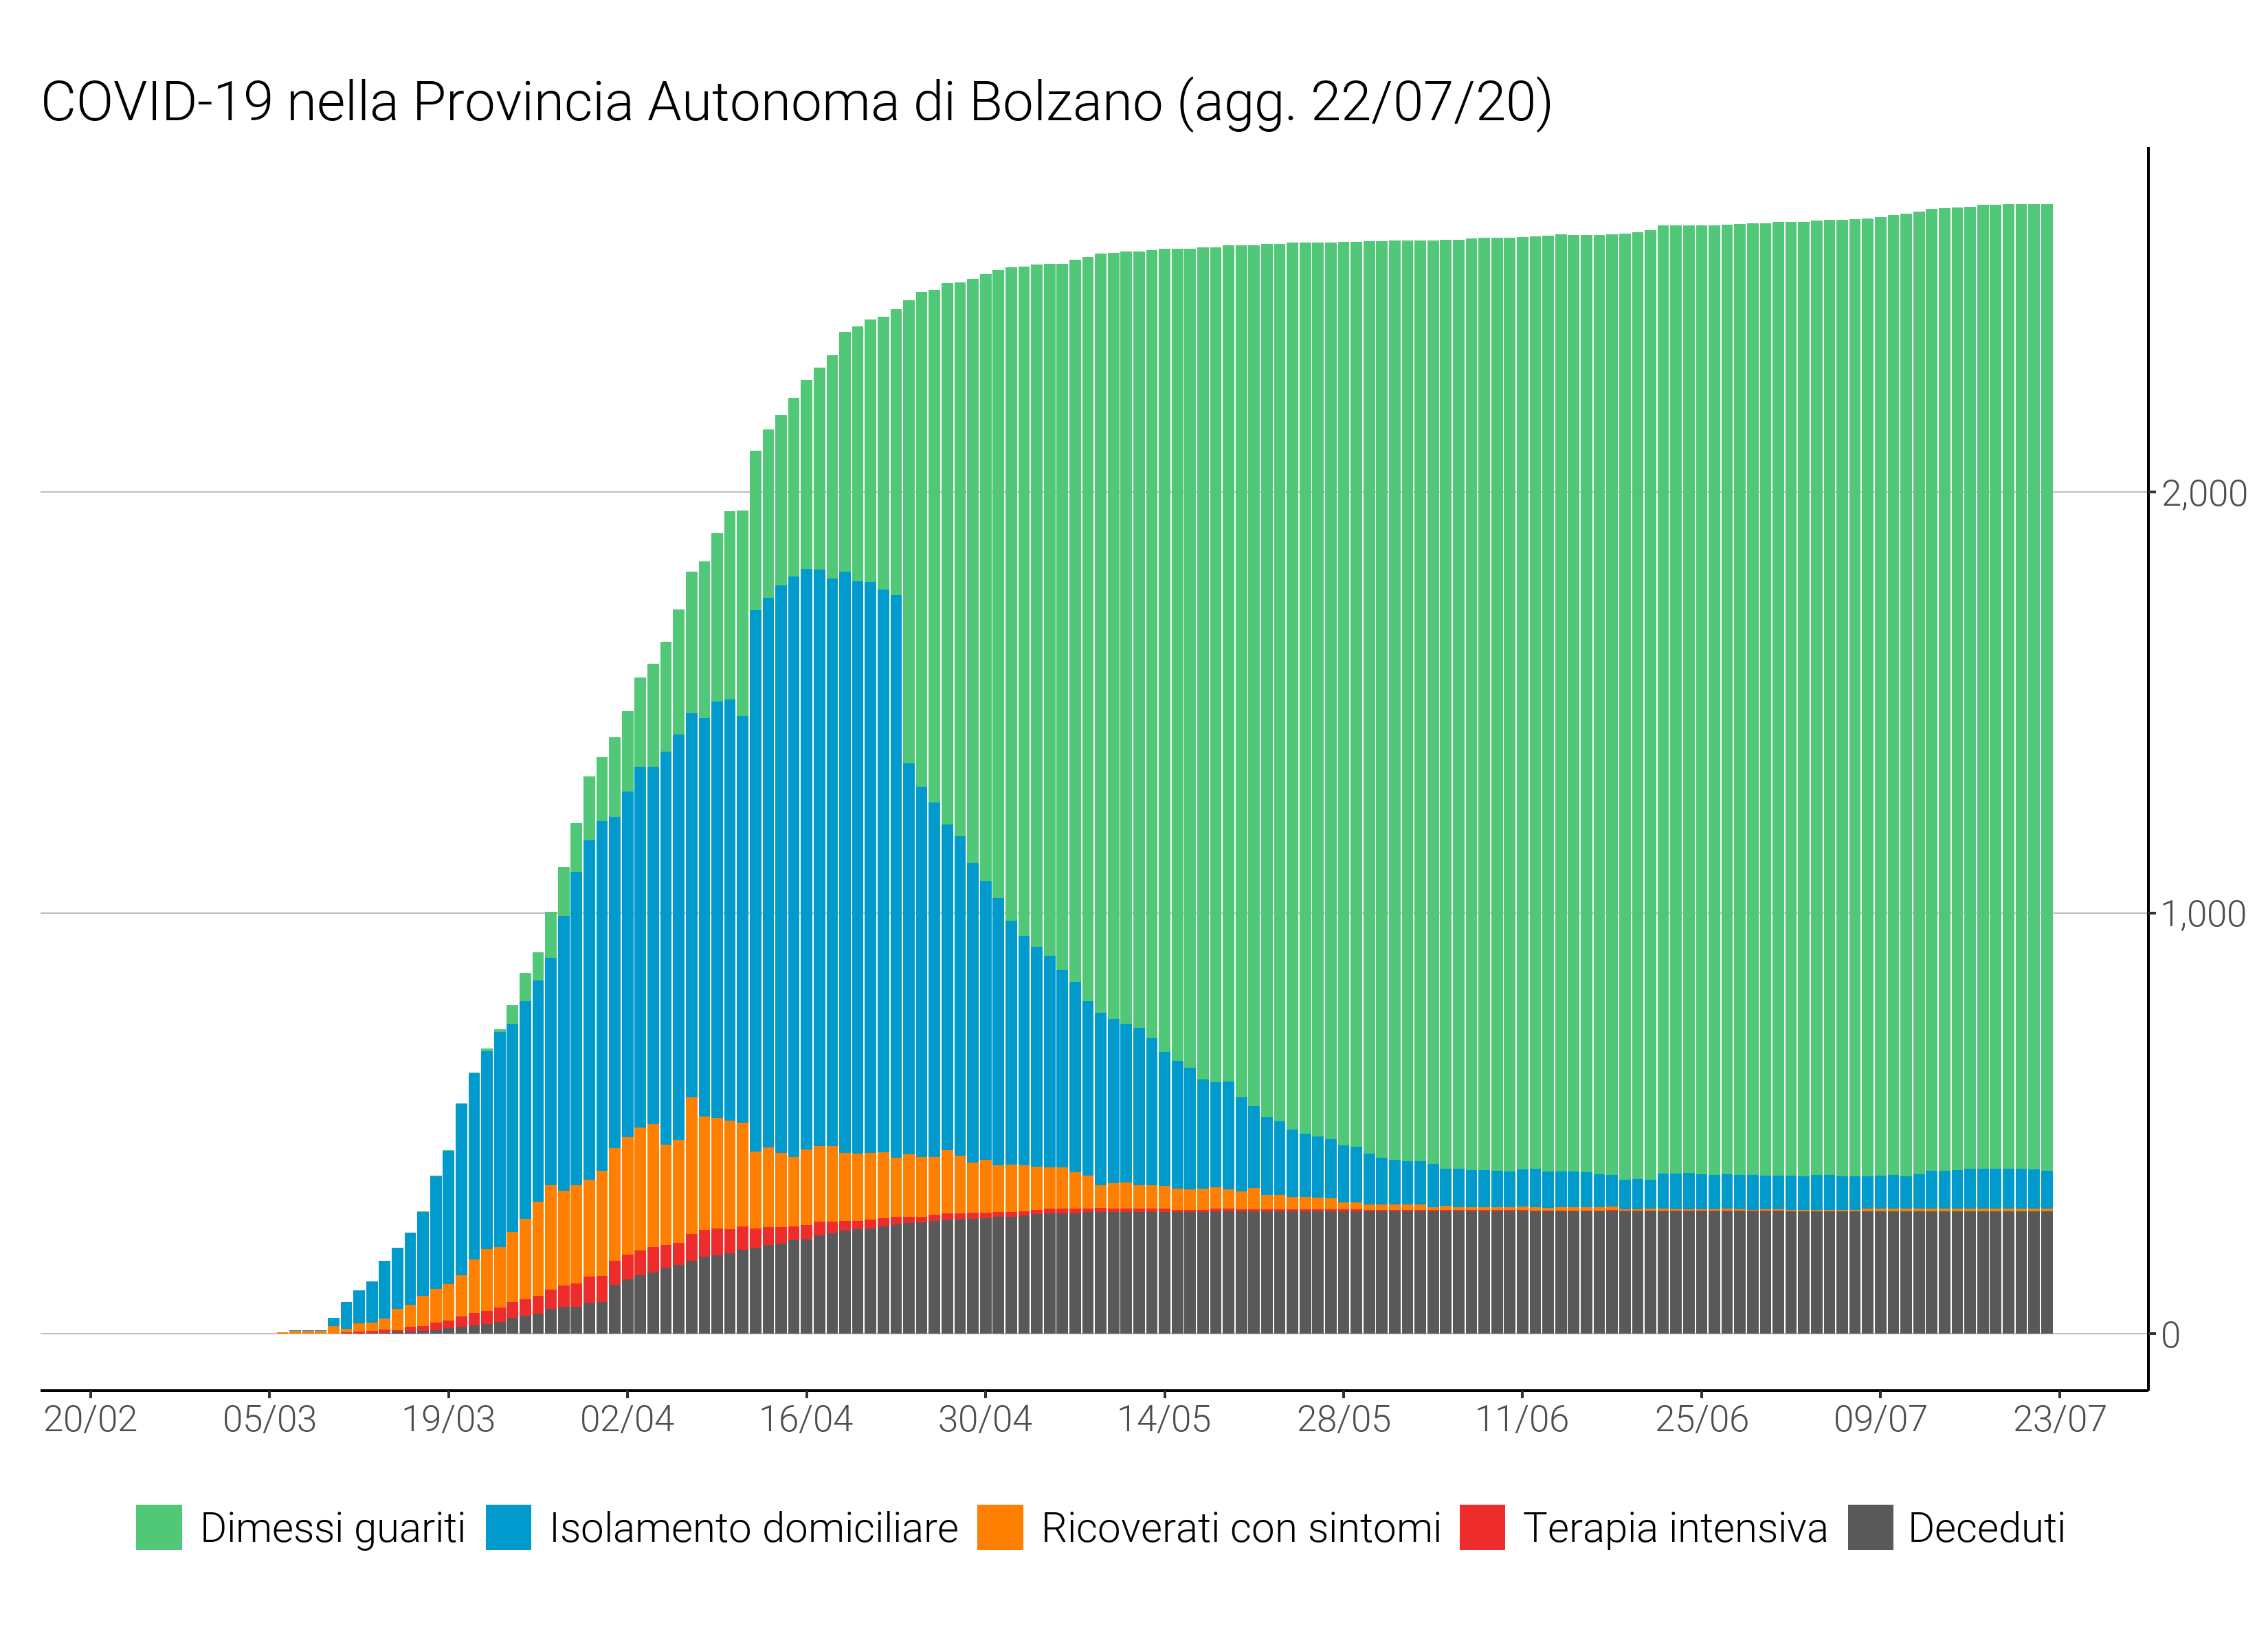 COVID-19 nella Provincia Autonoma di Bolzano (agg. 22/07/20)
2,000
1,000
0
20/02 05/03 19/03 02/04 16/04 30/04 14/05 28/05 11/06 25/06 09/07 23/07
Dimessi guariti Isolamento domiciliare Ricoverati con sintomi Terapia intensiva Deceduti